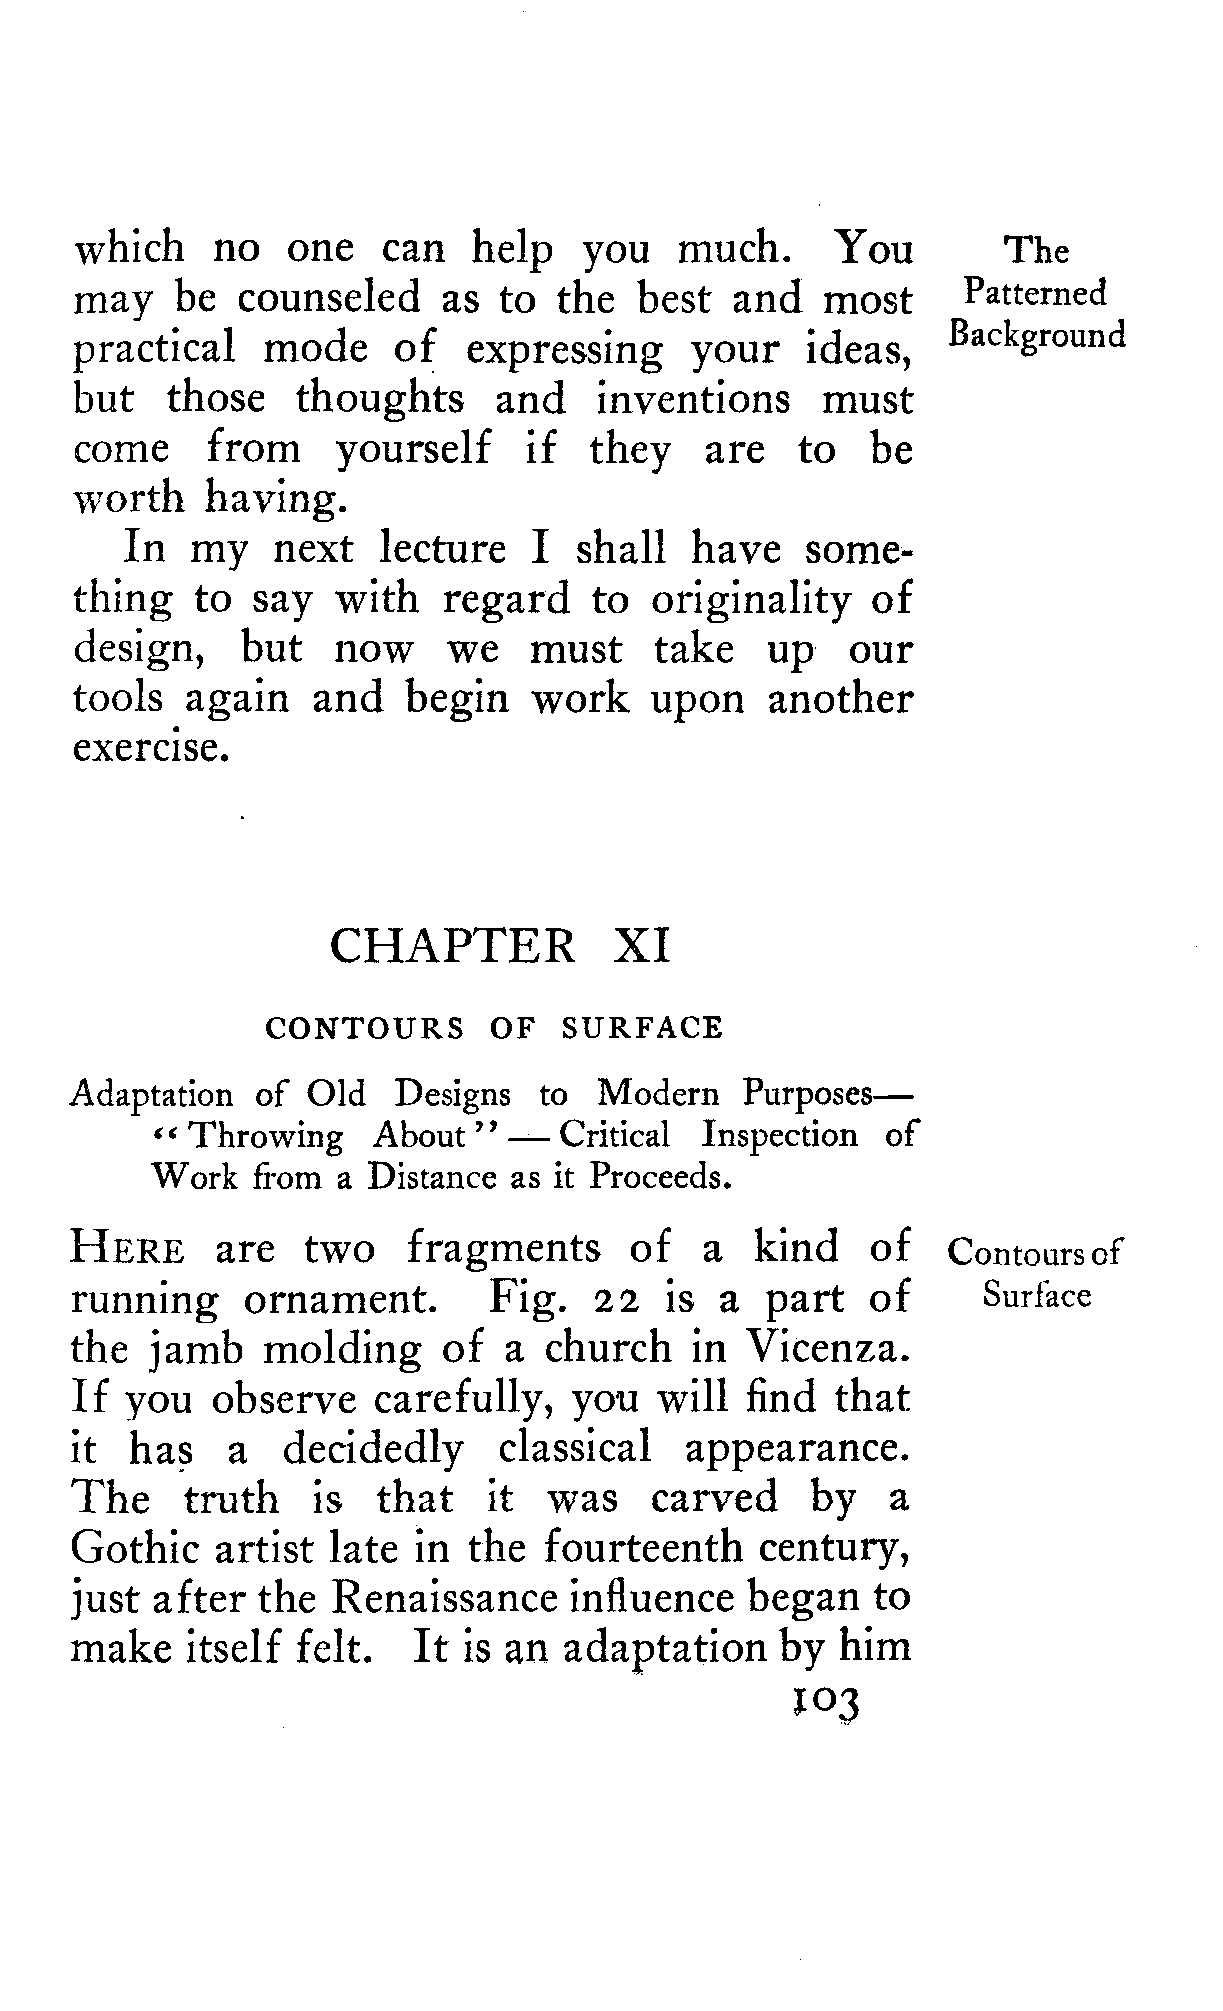 which no one can help you much. You
may be counseled as to the best and most
practical mode of expressing your ideas,
but those thoughts and inventions must
come from yourself if they are to be
worth having.
The
Patterned
Background
In my next lecture I shall have some-
thing to say with regard to originality of
design, but now we must take up our
tools again and begin work upon another
exercise.
CHAPTER XI
CONTOURS OF SURFACE
Adaptation of Old Designs to Modern Purposes—
“Throwing About” — Critical Inspection of
Work from a Distance as it Proceeds.
HERE are two fragments of a kind of
running ornament. Fig. 22 is a part of
the jamb molding of a church in Vicenza.
If you observe carefully, you will find that
it has a decidedly classical appearance.
The truth is that it was carved by a
Gothic artist late in the fourteenth century,
just after the Renaissance influence began to
make itself felt. It is an adaptation by him
Contours of
Surface
103